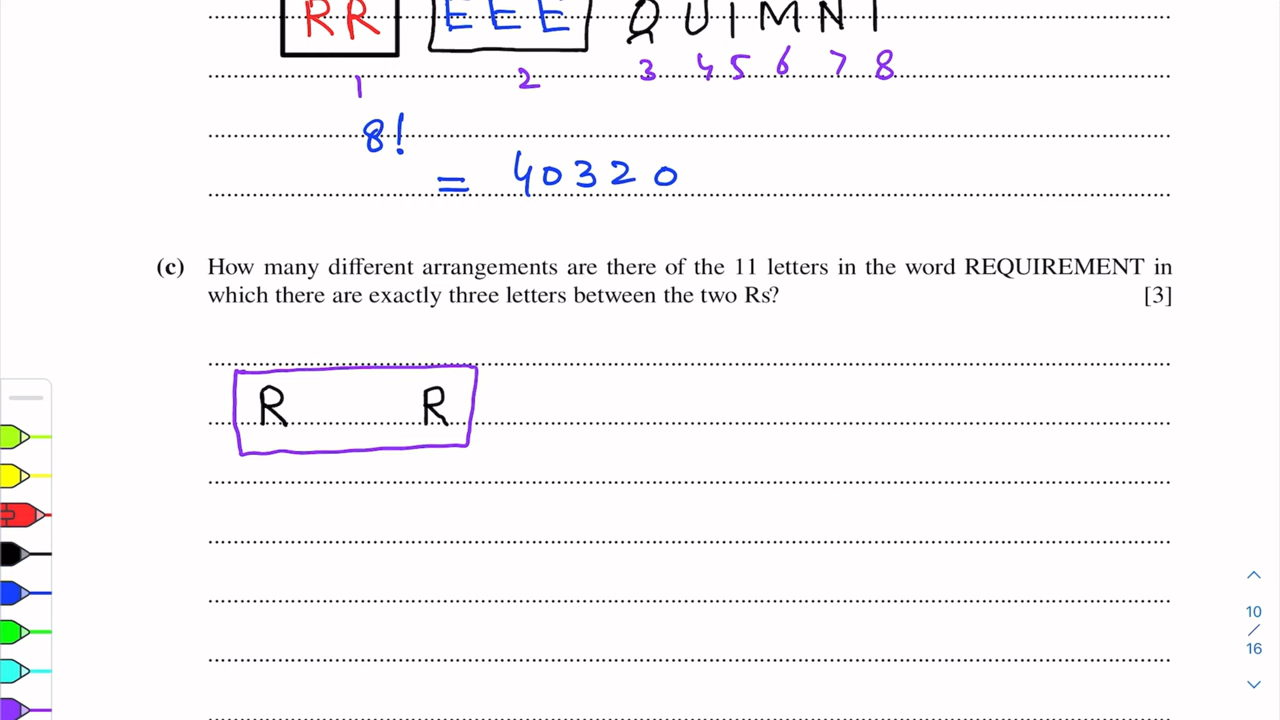 RR EEE Q U I M N T
1 2 3 4 5 6 7 8
8!
= 40320
(c) How many different arrangements are there of the 11 letters in the word REQUIREMENT in
which there are exactly three letters between the two Rs? [3]
R R
10
/
16